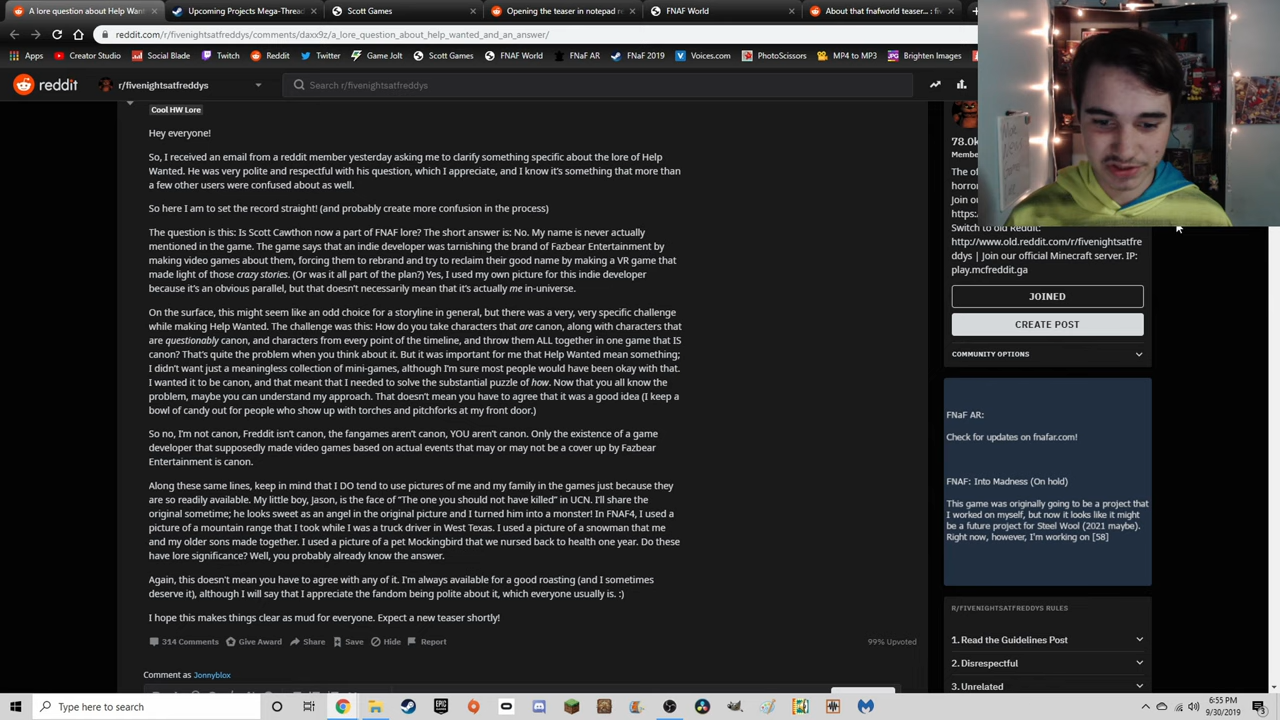 A lore question about Help Want
Upcoming Projects Mega-Thread
Scott Games
Opening the teaser in notepad re
FNAF World
About that fnafworld teaser... : fi
reddit.com/r/fivenightsatfreddys/comments/daxx9z/a_lore_question_about_help_wanted_and_an_answer/
Apps
Creator Studio
Social Blade
Reddit
Twitter
Game Jolt
Scott Games
FNAF World
FnaF AR
FNaF 2019
Voices.com
PhotoScissors
MP4 to MP3
Brighten Images
reddit
r/fivenightsatfreddys
Search r/fivenightsatfreddys
Cool HW Lore
Hey everyone!
So, I received an email from a reddit member yesterday asking me to clarify something specific about the lore of Help
Wanted. He was very polite and respectful with his question, which I appreciate, and I know it's something that more than
a few other users were confused about as well.
So here I am to set the record straight! (and probably create more confusion in the process)
The question is this: Is Scott Cawthon now a part of FNAF lore? The short answer is: No. My name is never actually
mentioned in the game. The game says that an indie developer was tarnishing the brand of Fazbear Entertainment by
making video games about them, forcing them to rebrand and try to reclaim their good name by making a VR game that
made light of those crazy stories. (Or was it all part of the plan?) Yes, I used my own picture for this indie developer
because it's an obvious parallel, but that doesn't necessarily mean that it's actually me in-universe.
On the surface, this might seem like an odd choice for a storyline in general, but there was a very, very specific challenge
while making Help Wanted. The challenge was this: How do you take characters that are canon, along with characters that
are questionably canon, and characters from every point of the timeline, and throw them ALL together in one game that IS
canon? That's quite the problem when you think about it. But it was important for me that Help Wanted mean something;
I didn't want just a meaningless collection of mini-games, although I'm sure most people would have been okay with that.
I wanted it to be canon, and that meant that I needed to solve the substantial puzzle of how. Now that you all know the
problem, maybe you can understand my approach. That doesn't mean you have to agree that it was a good idea (I keep a
bowl of candy out for people who show up with torches and pitchforks at my front door.)
So no, I'm not canon, Freddit isn't canon, the fangames aren't canon, YOU aren't canon. Only the existence of a game
developer that supposedly made video games based on actual events that may or may not be a cover up by Fazbear
Entertainment is canon.
Along these same lines, keep in mind that I DO tend to use pictures of me and my family in the games just because they
are so readily available. My little boy, Jason, is the face of "The one you should not have killed" in UCN. I'll share the
original sometime; he looks sweet as an angel in the original picture and I turned him into a monster! In FNAF4, I used a
picture of a mountain range that I took while I was a truck driver in West Texas. I used a picture of a snowman that me
and my older sons made together. I used a picture of a pet Mockingbird that we nursed back to health one year. Do these
have lore significance? Well, you probably already know the answer.
Again, this doesn't mean you have to agree with any of it. I'm always available for a good roasting (and I sometimes
deserve it), although I will say that I appreciate the fandom being polite about it, which everyone usually is. :)
I hope this makes things clear as mud for everyone. Expect a new teaser shortly!
314 Comments
Give Award
Share
Save
Hide
Report
99% Upvoted
Comment as Jonnyblox
78.0k
Membe
The of
horror
Join ou
https:/
Switch to old Reddit:
http://www.old.reddit.com/r/fivenightsatfre
ddys | Join our official Minecraft server. IP:
play.mcfreddit.ga
JOINED
CREATE POST
COMMUNITY OPTIONS
FNaF AR:
Check for updates on fnafar.com!
FNAF: Into Madness (On hold)
This game was originally going to be a project that
I worked on myself, but now it looks like it might
be a future project for Steel Wool (2021 maybe).
Right now, however, I'm working on [58]
R/FIVENIGHTSATFREDDYS RULES
1. Read the Guidelines Post
2. Disrespectful
3. Unrelated
Type here to search
6:55 PM
9/30/2019